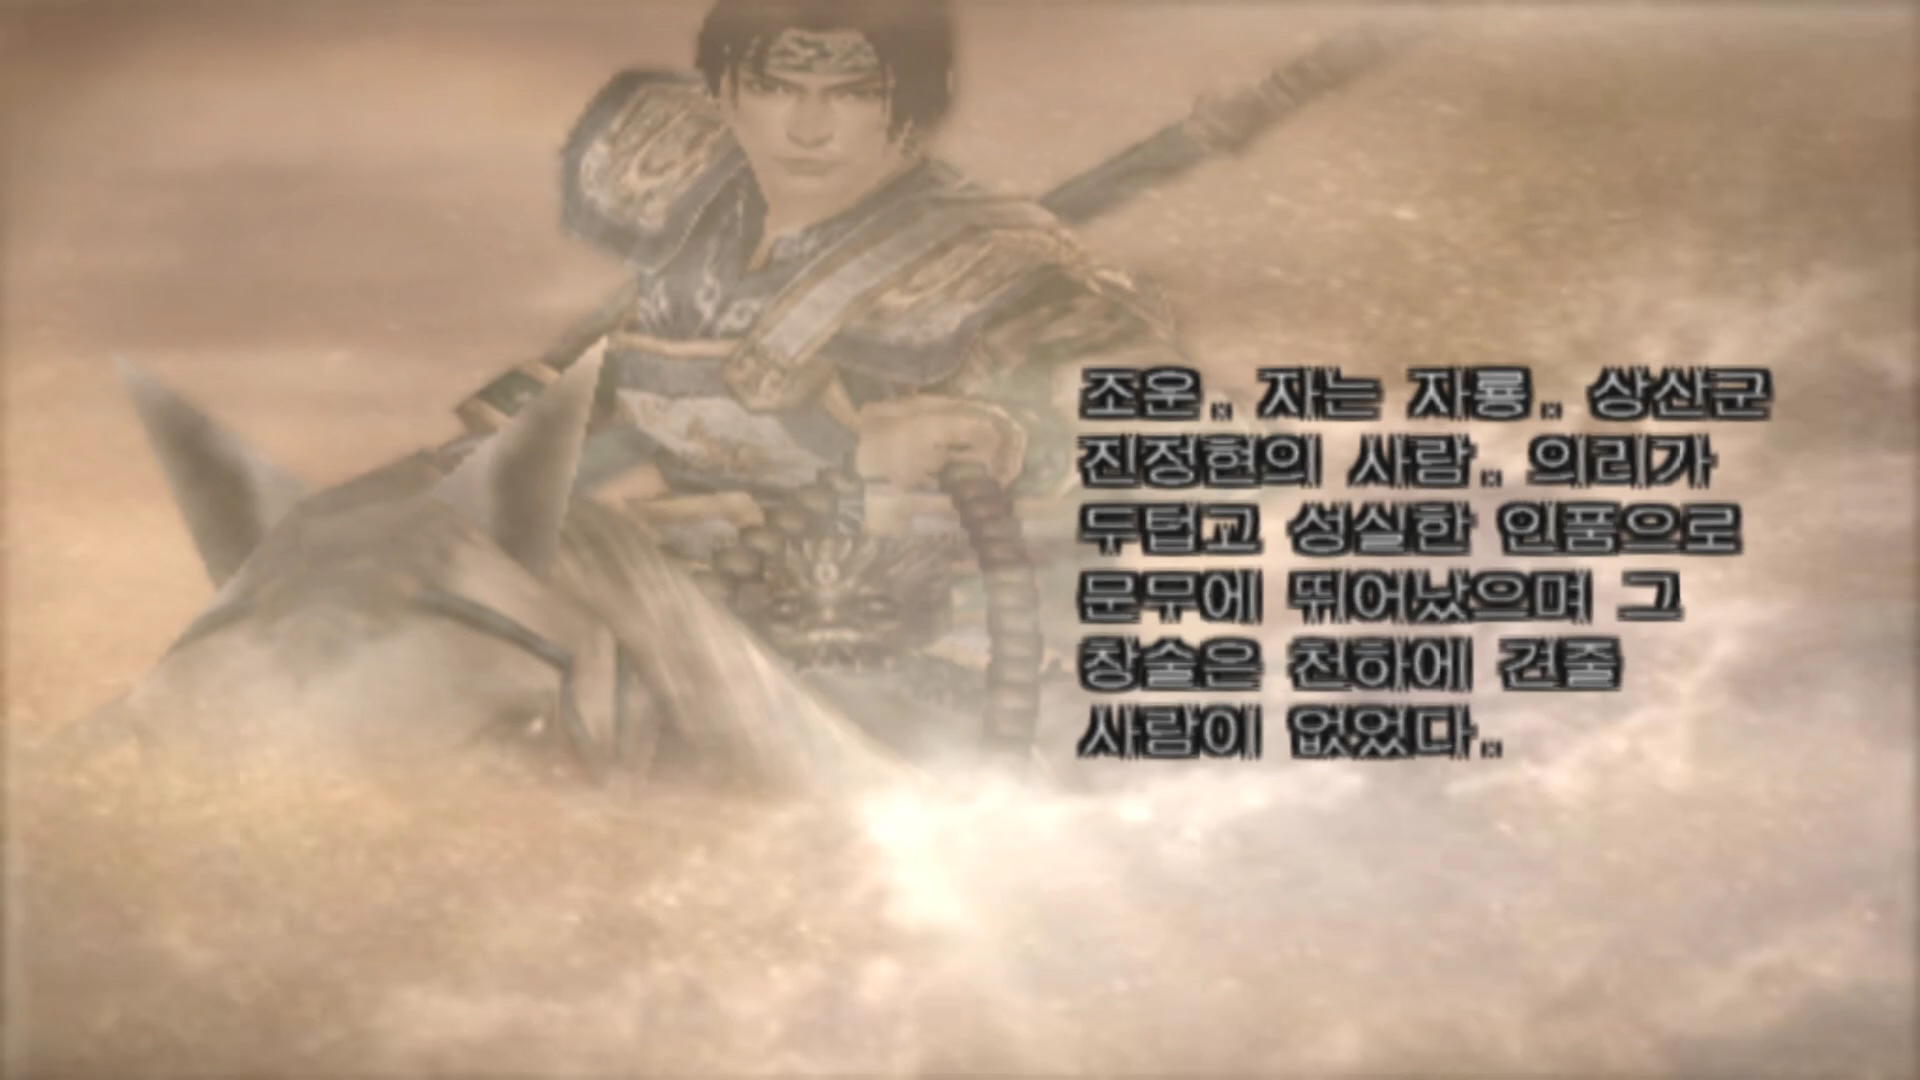 조운. 자는 자룡. 상산군
진정현의 사람. 의리가
두텁고 성실한 인품으로
문무에 뛰어났으며 그
창술은 천하에 견줄
사람이 없었다.